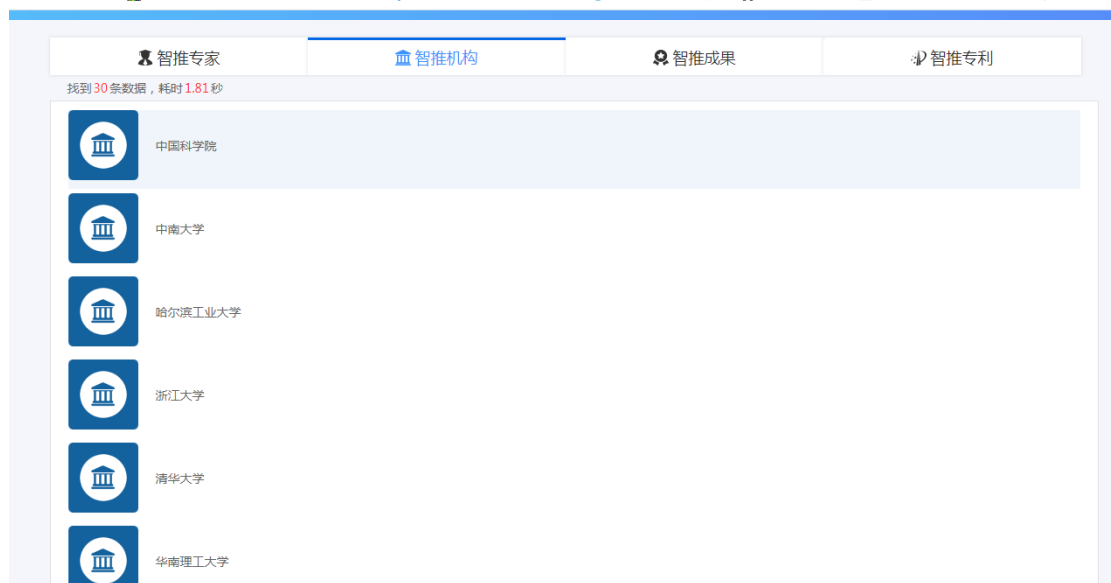 智推专家 智推机构 智推成果 智推专利
找到30条数据，耗时1.81秒
中国科学院
中南大学
哈尔滨工业大学
浙江大学
清华大学
华南理工大学